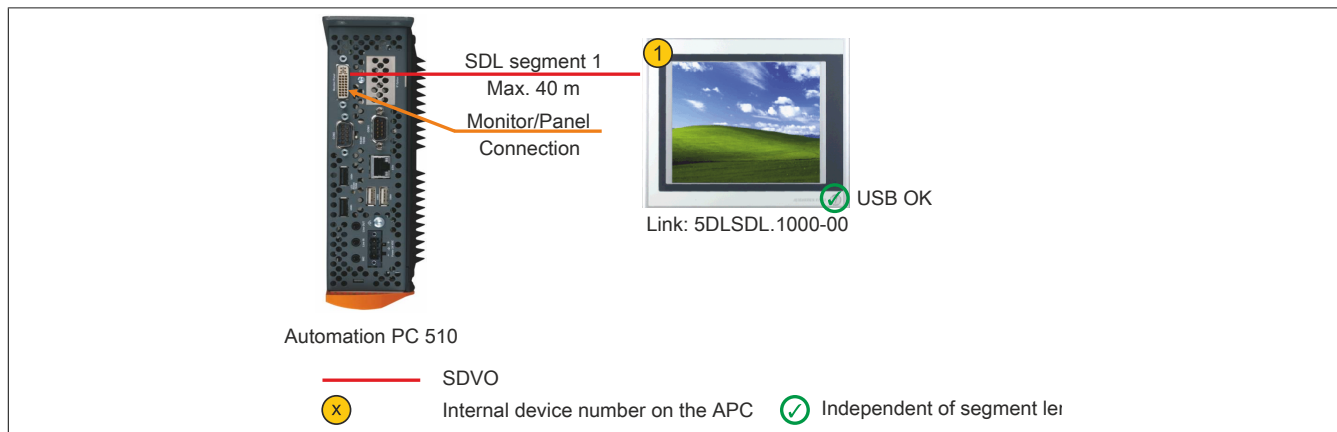 SDL segment 1
Max. 40 m
Monitor/Panel
Connection
1
USB OK
Link: 5DLSDL.1000-00
Automation PC 510
SDVO
x Internal device number on the APC Independent of segment